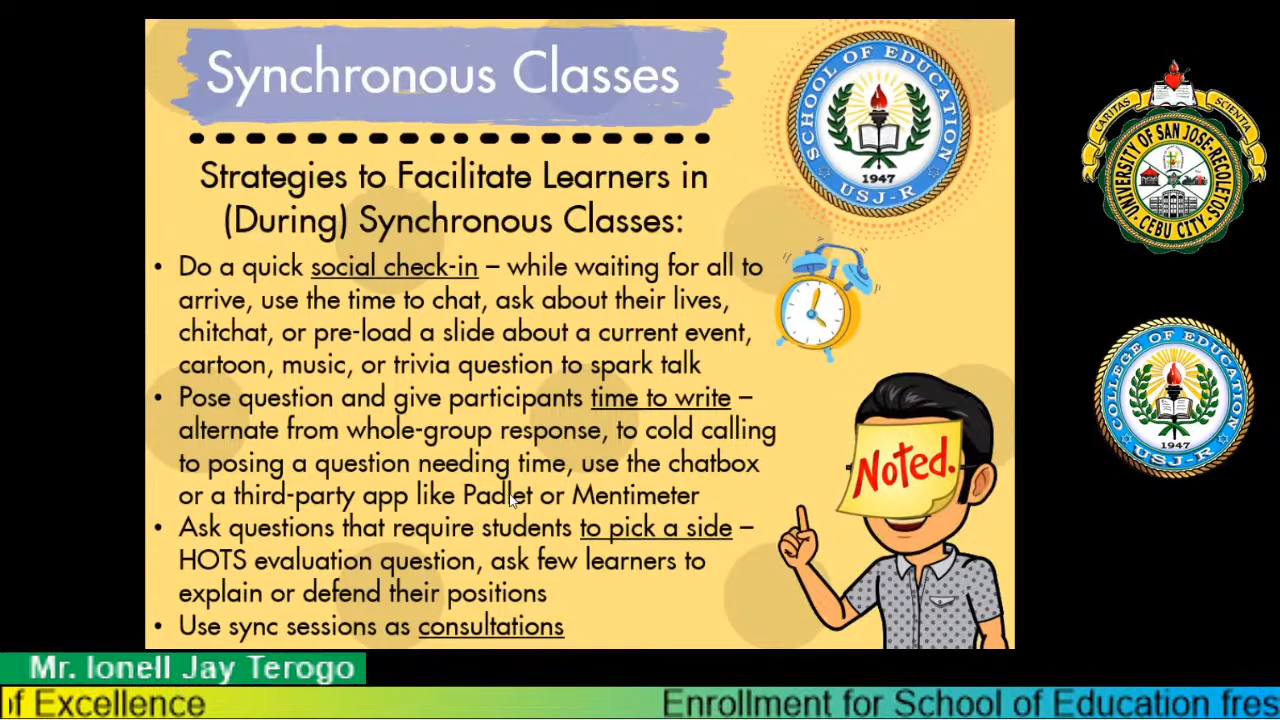 Synchronous Classes
Strategies to Facilitate Learners in
(During) Synchronous Classes:
• Do a quick social check-in – while waiting for all to
arrive, use the time to chat, ask about their lives,
chitchat, or pre-load a slide about a current event,
cartoon, music, or trivia question to spark talk
• Pose question and give participants time to write –
alternate from whole-group response, to cold calling
to posing a question needing time, use the chatbox
or a third-party app like Padlet or Mentimeter
• Ask questions that require students to pick a side –
HOTS evaluation question, ask few learners to
explain or defend their positions
• Use sync sessions as consultations
SCHOOL OF EDUCATION
1947
USJ-R
Noted.
CARITAS SCIENTIA
UNIVERSITY OF SAN JOSE-RECOLETOS
CEBU CITY
COLLEGE OF EDUCATION
1947
USJ-R
Mr. Ionell Jay Terogo
of Excellence
Enrollment for School of Education fres